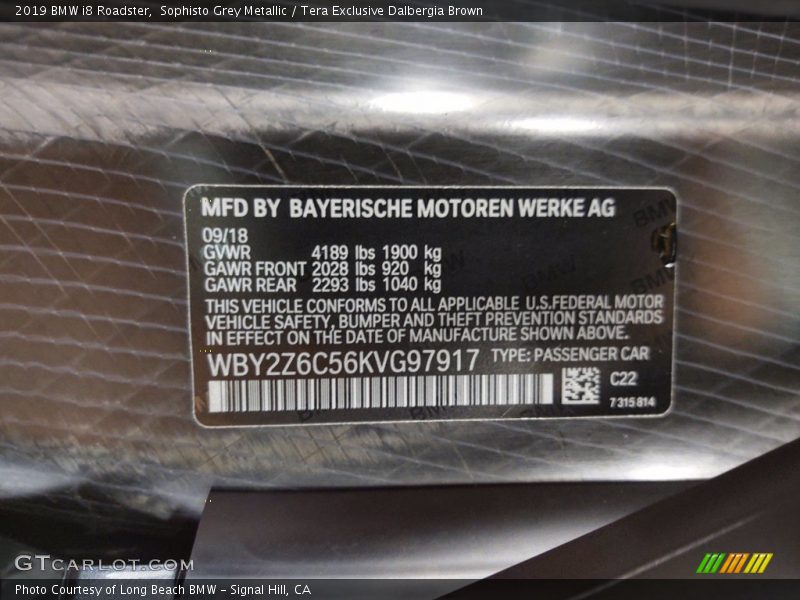 2019 BMW i8 Roadster, Sophisto Grey Metallic / Tera Exclusive Dalbergia Brown
MFD BY BAYERISCHE MOTOREN WERKE AG
09/18
GVWR 4189 lbs 1900 kg
GAWR FRONT 2028 lbs 920 kg
GAWR REAR 2293 lbs 1040 kg
THIS VEHICLE CONFORMS TO ALL APPLICABLE U.S.FEDERAL MOTOR
VEHICLE SAFETY, BUMPER AND THEFT PREVENTION STANDARDS
IN EFFECT ON THE DATE OF MANUFACTURE SHOWN ABOVE.
WBY2Z6C56KVG97917 TYPE: PASSENGER CAR
C22
7 315 814
GTCARLOT.COM
Photo Courtesy of Long Beach BMW - Signal Hill, CA